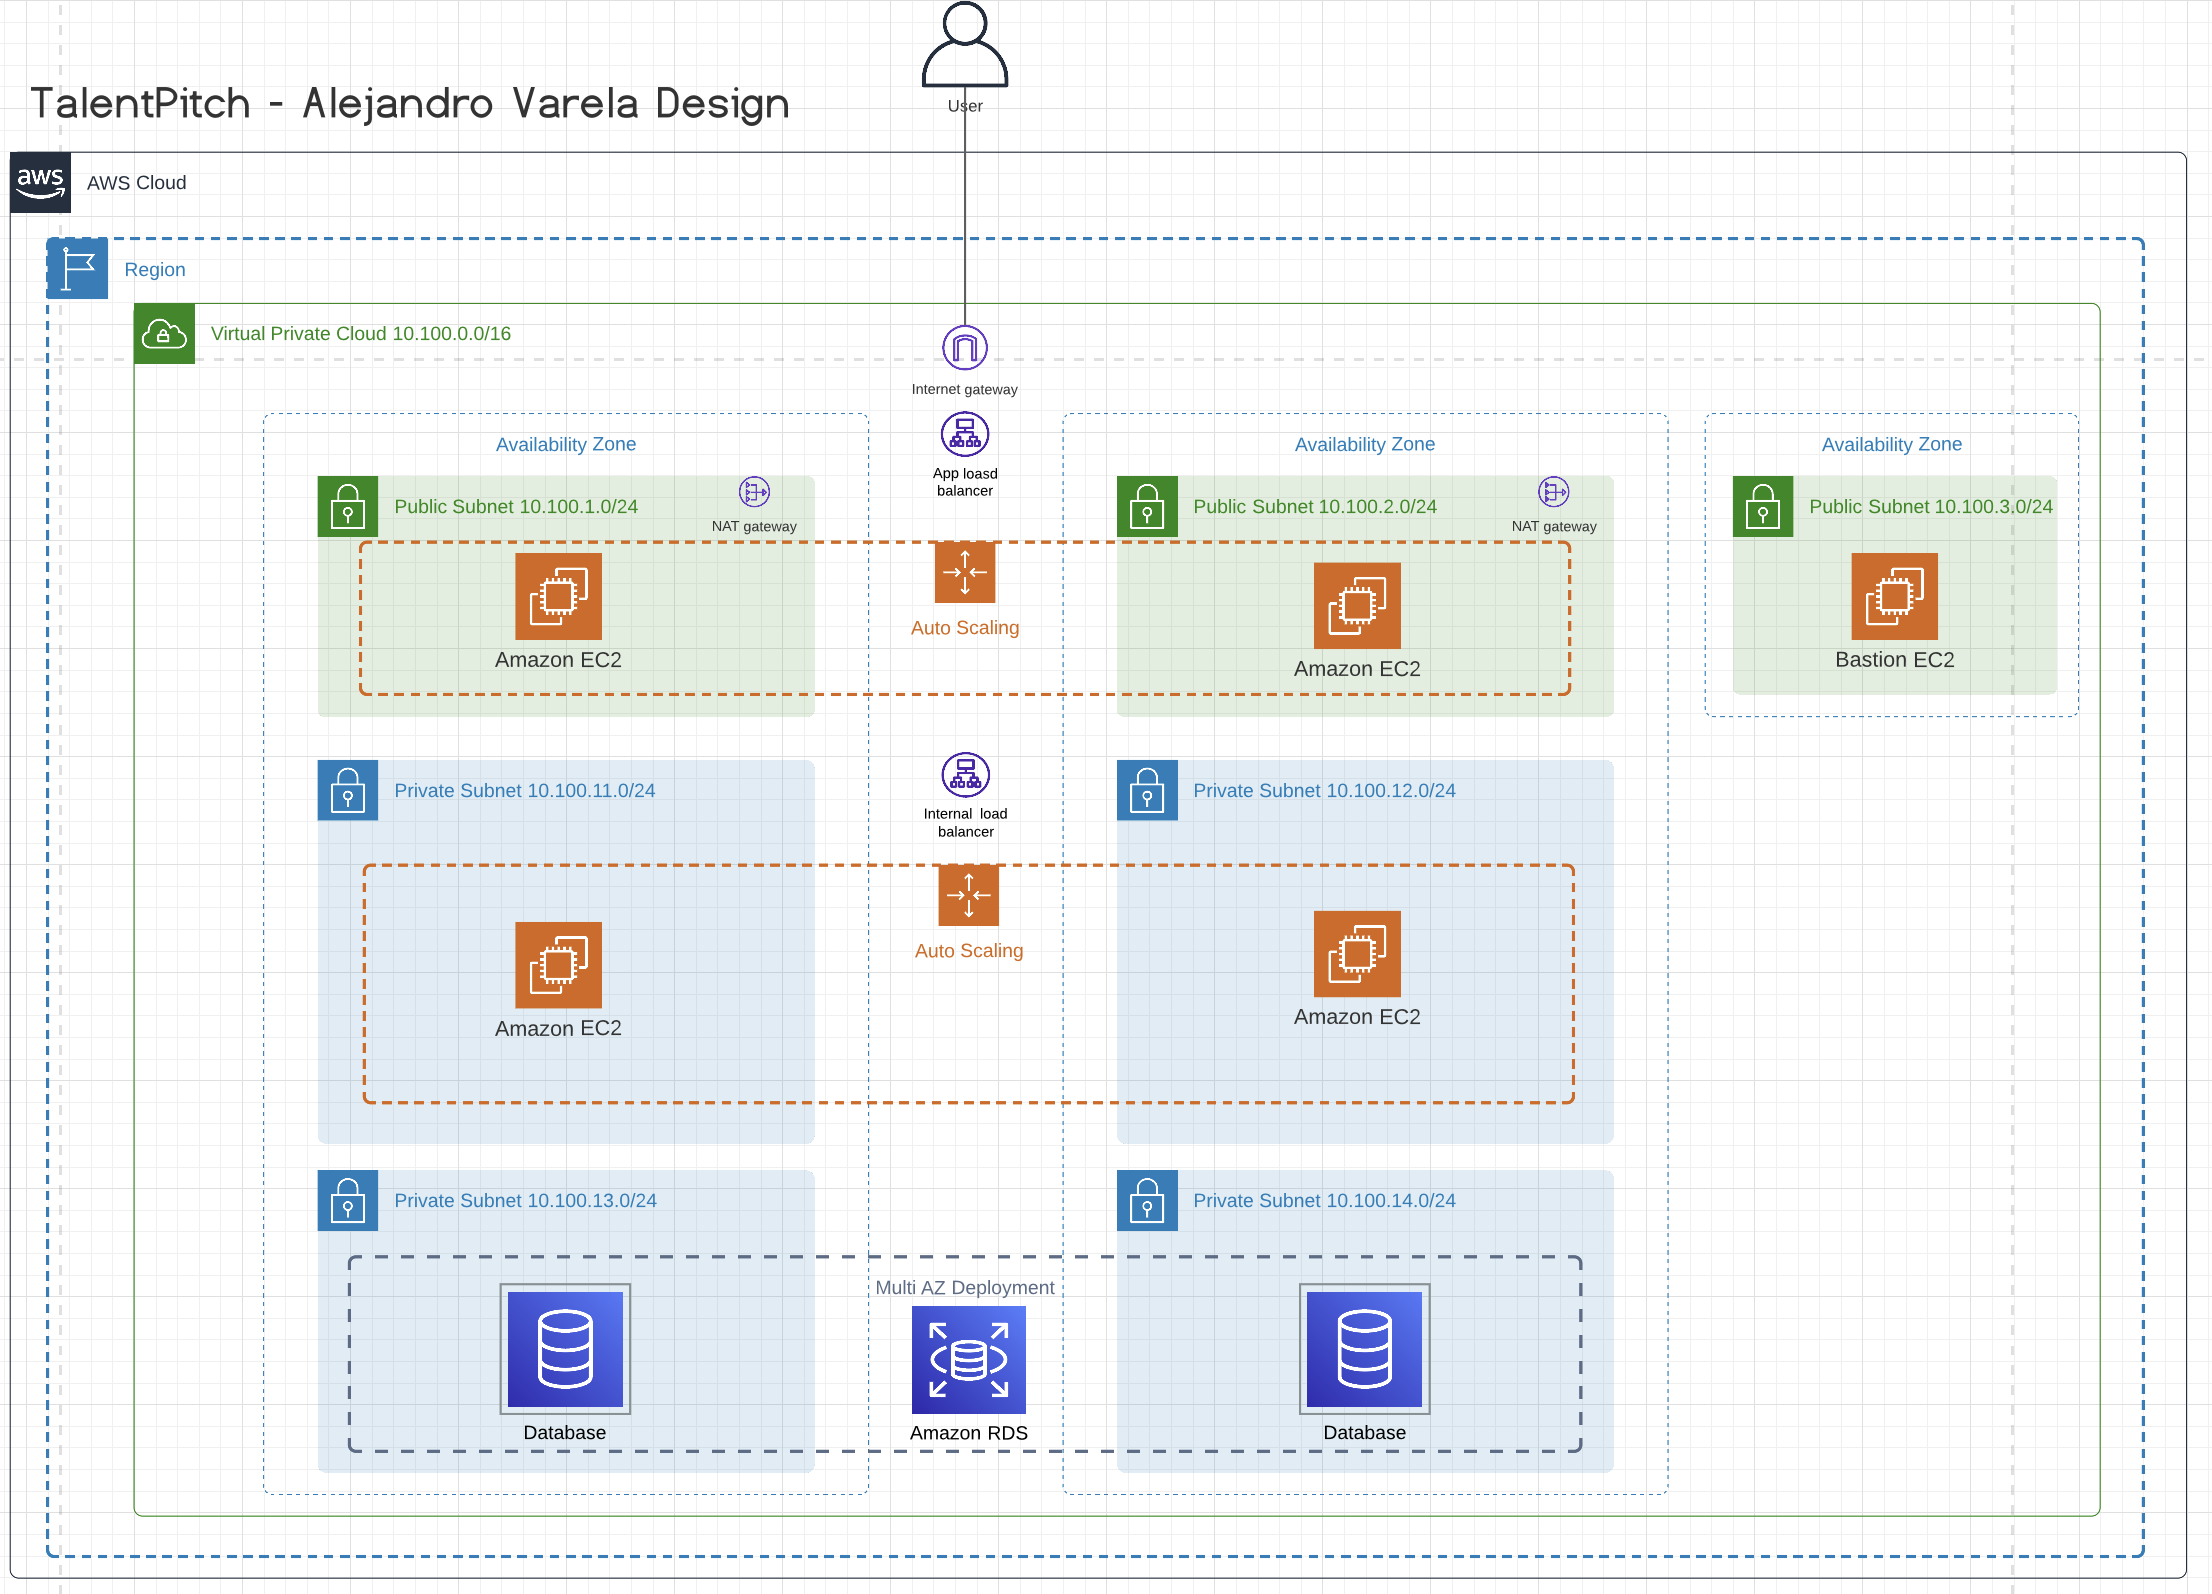 User
TalentPitch - Alejandro Varela Design
aws
AWS Cloud
Region
Virtual Private Cloud 10.100.0.0/16
Internet gateway
Availability Zone
Availability Zone
Availability Zone
App loasd
balancer
Public Subnet 10.100.1.0/24
NAT gateway
Public Subnet 10.100.2.0/24
NAT gateway
Public Subnet 10.100.3.0/24
Auto Scaling
Amazon EC2
Amazon EC2
Bastion EC2
Private Subnet 10.100.11.0/24
Internal load
balancer
Private Subnet 10.100.12.0/24
Auto Scaling
Amazon EC2
Amazon EC2
Private Subnet 10.100.13.0/24
Private Subnet 10.100.14.0/24
Multi AZ Deployment
Database
Amazon RDS
Database